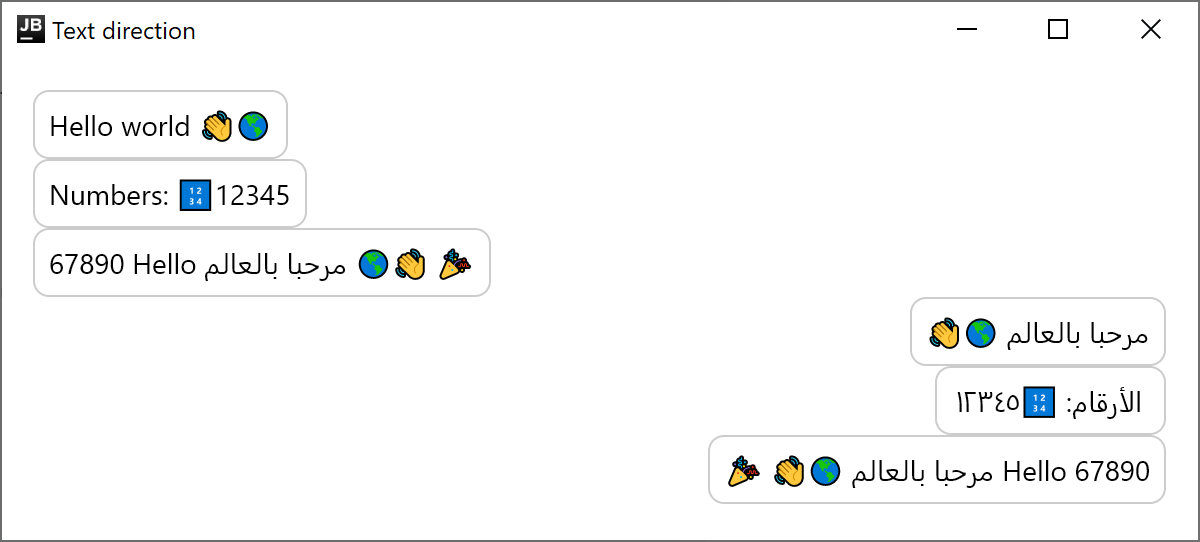 JB
Text direction
Hello world 👋🌎
Numbers: 🔢12345
67890 Hello مرحبا بالعالم 🌎👋 🎉
مرحبا بالعالم 🌎👋
الأرقام: 🔢١٢٣٤٥
67890 Hello مرحبا بالعالم 🌎👋 🎉